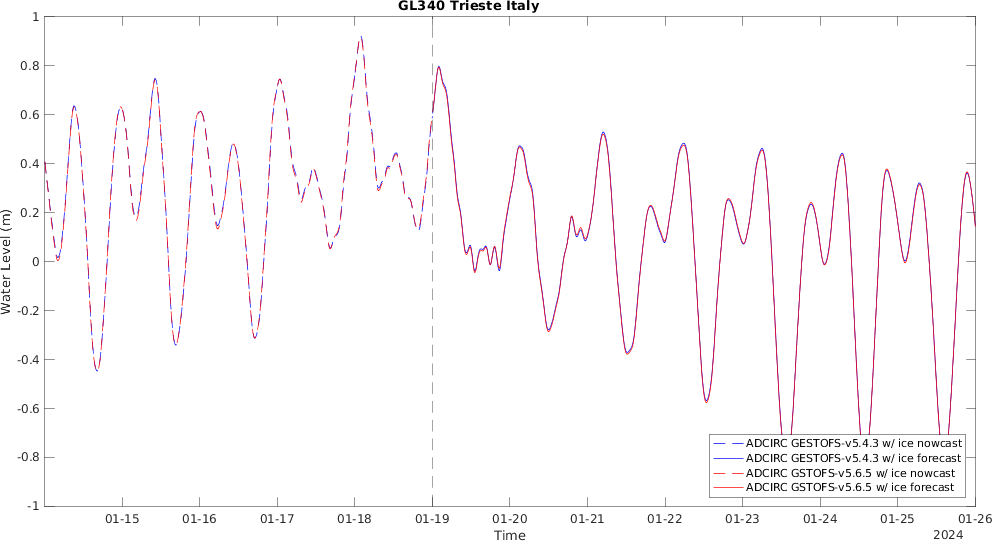 GL340 Trieste Italy
1
0.8
0.6
0.4
0.2
0
-0.2
-0.4
-0.6
-0.8
-1
Water Level (m)
ADCIRC GESTOFS-v5.4.3 w/ ice nowcast
ADCIRC GESTOFS-v5.4.3 w/ ice forecast
ADCIRC GSTOFS-v5.6.5 w/ ice nowcast
ADCIRC GSTOFS-v5.6.5 w/ ice forecast
01-15 01-16 01-17 01-18 01-19 01-20 01-21 01-22 01-23 01-24 01-25 01-26
Time
2024